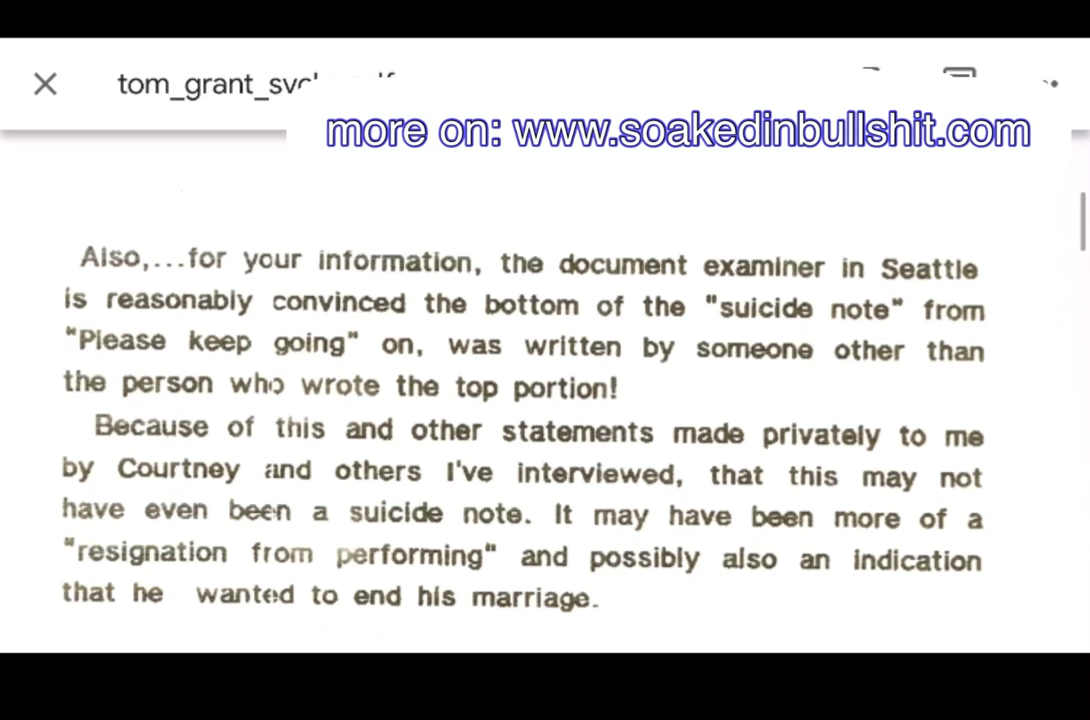 tom_grant_svc
more on: www.soakedinbullshit.com
Also,...for your information, the document examiner in Seattle
is reasonably convinced the bottom of the "suicide note" from
"Please keep going" on, was written by someone other than
the person who wrote the top portion!
Because of this and other statements made privately to me
by Courtney and others I've interviewed, that this may not
have even been a suicide note. It may have been more of a
"resignation from performing" and possibly also an indication
that he wanted to end his marriage.